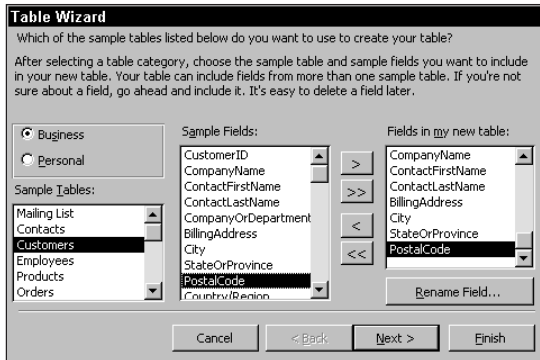 Table Wizard
Which of the sample tables listed below do you want to use to create your table?
After selecting a table category, choose the sample table and sample fields you want to include
in your new table. Your table can include fields from more than one sample table. If you're not
sure about a field, go ahead and include it. It's easy to delete a field later.
Business
Personal
Sample Tables:
Mailing List
Contacts
Customers
Employees
Products
Orders
Sample Fields:
CustomerID
CompanyName
ContactFirstName
ContactLastName
CompanyOrDepartment
BillingAddress
City
StateOrProvince
PostalCode
Country/Region
>
>>
<
<<
Fields in my new table:
CompanyName
ContactFirstName
ContactLastName
BillingAddress
City
StateOrProvince
PostalCode
Rename Field...
Cancel
< Back
Next >
Finish